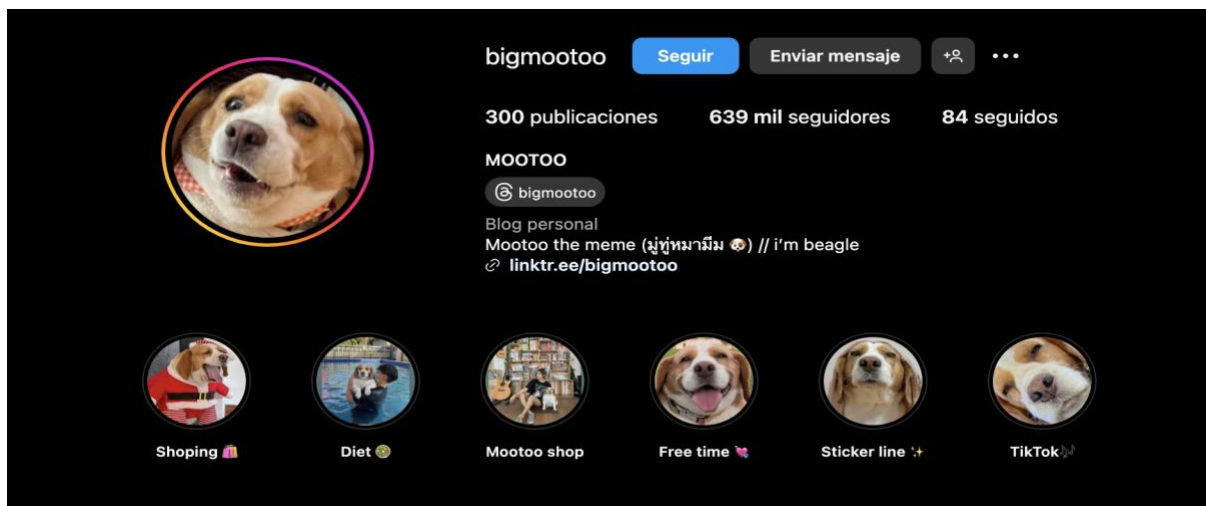 bigmootoo Seguir Enviar mensaje
300 publicaciones 639 mil seguidores 84 seguidos
MOOTOO
bigmootoo
Blog personal
Mootoo the meme (มู่ทู่หมามีม 🐶) // i'm beagle
linktr.ee/bigmootoo
Shoping 🛍️ Diet 🥝 Mootoo shop Free time 💘 Sticker line ✨ TikTok🎶